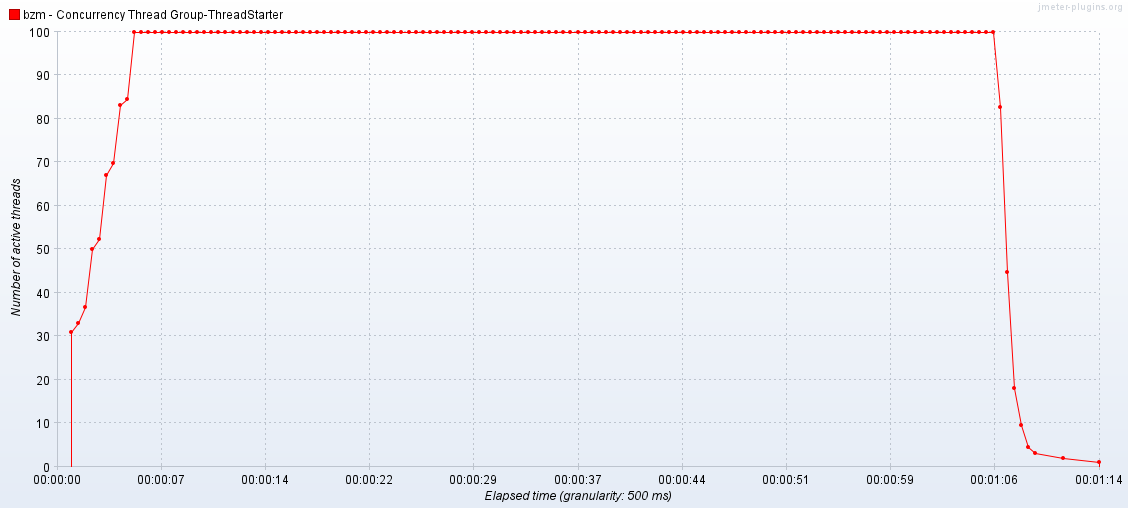 jmeter-plugins.org
bzm - Concurrency Thread Group-ThreadStarter
100
90
80
70
60
50
40
30
20
10
0
Number of active threads
00:00:00 00:00:07 00:00:14 00:00:22 00:00:29 00:00:37 00:00:44 00:00:51 00:00:59 00:01:06 00:01:14
Elapsed time (granularity: 500 ms)